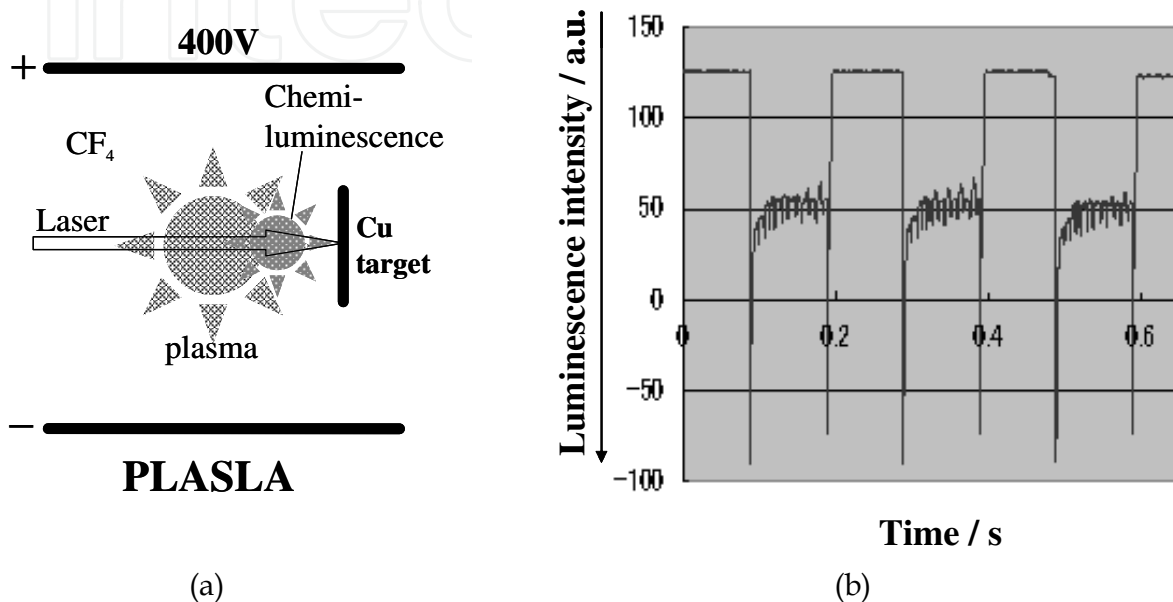 400V
+
Chemi-
luminescence
CF₄
Laser
Cu
target
plasma
−
PLASLA
(a)
Luminescence intensity / a.u.
150
100
50
0
-50
-100
0
0.2
0.4
0.6
Time / s
(b)